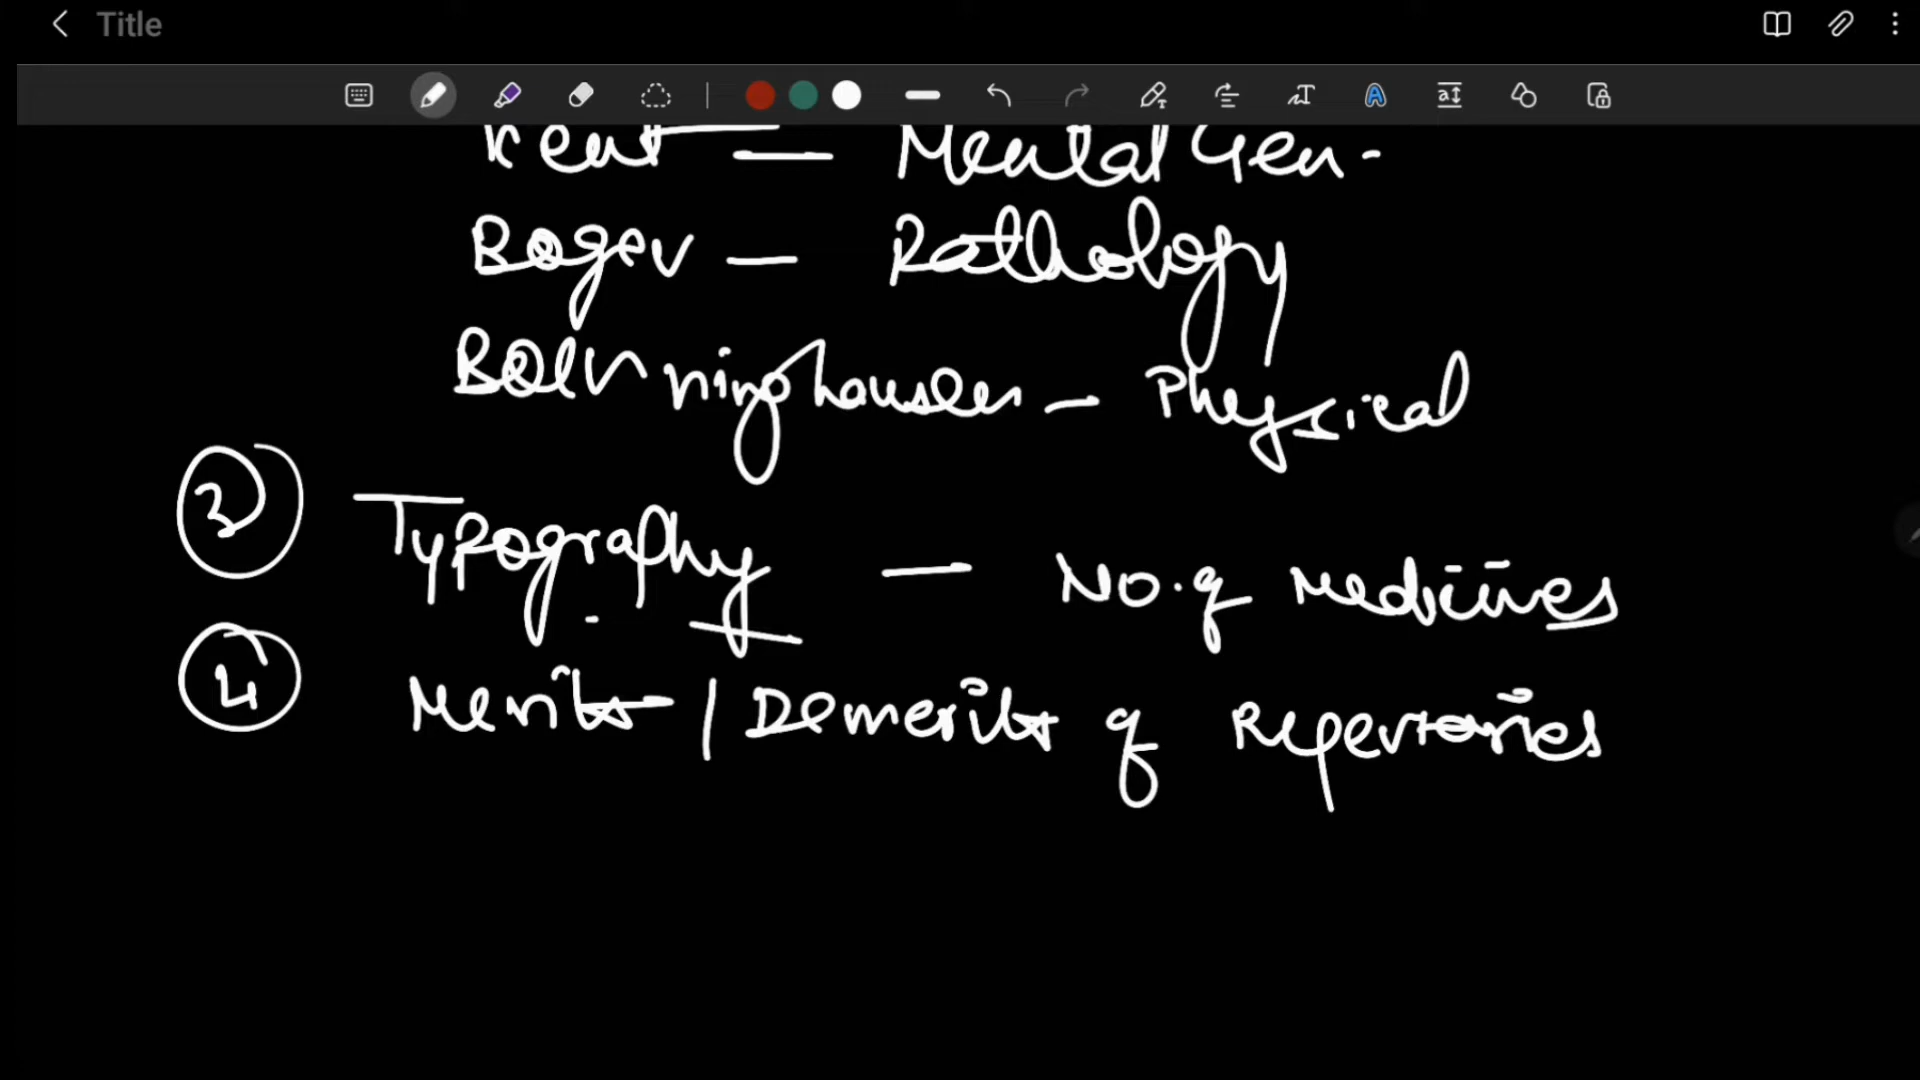 Title
Kent — Mental Gen.
Boger — Pathology
Boenninghausen — Physical
3 Typography — No. of Medicines
4 Merits / Demerits of Repertories